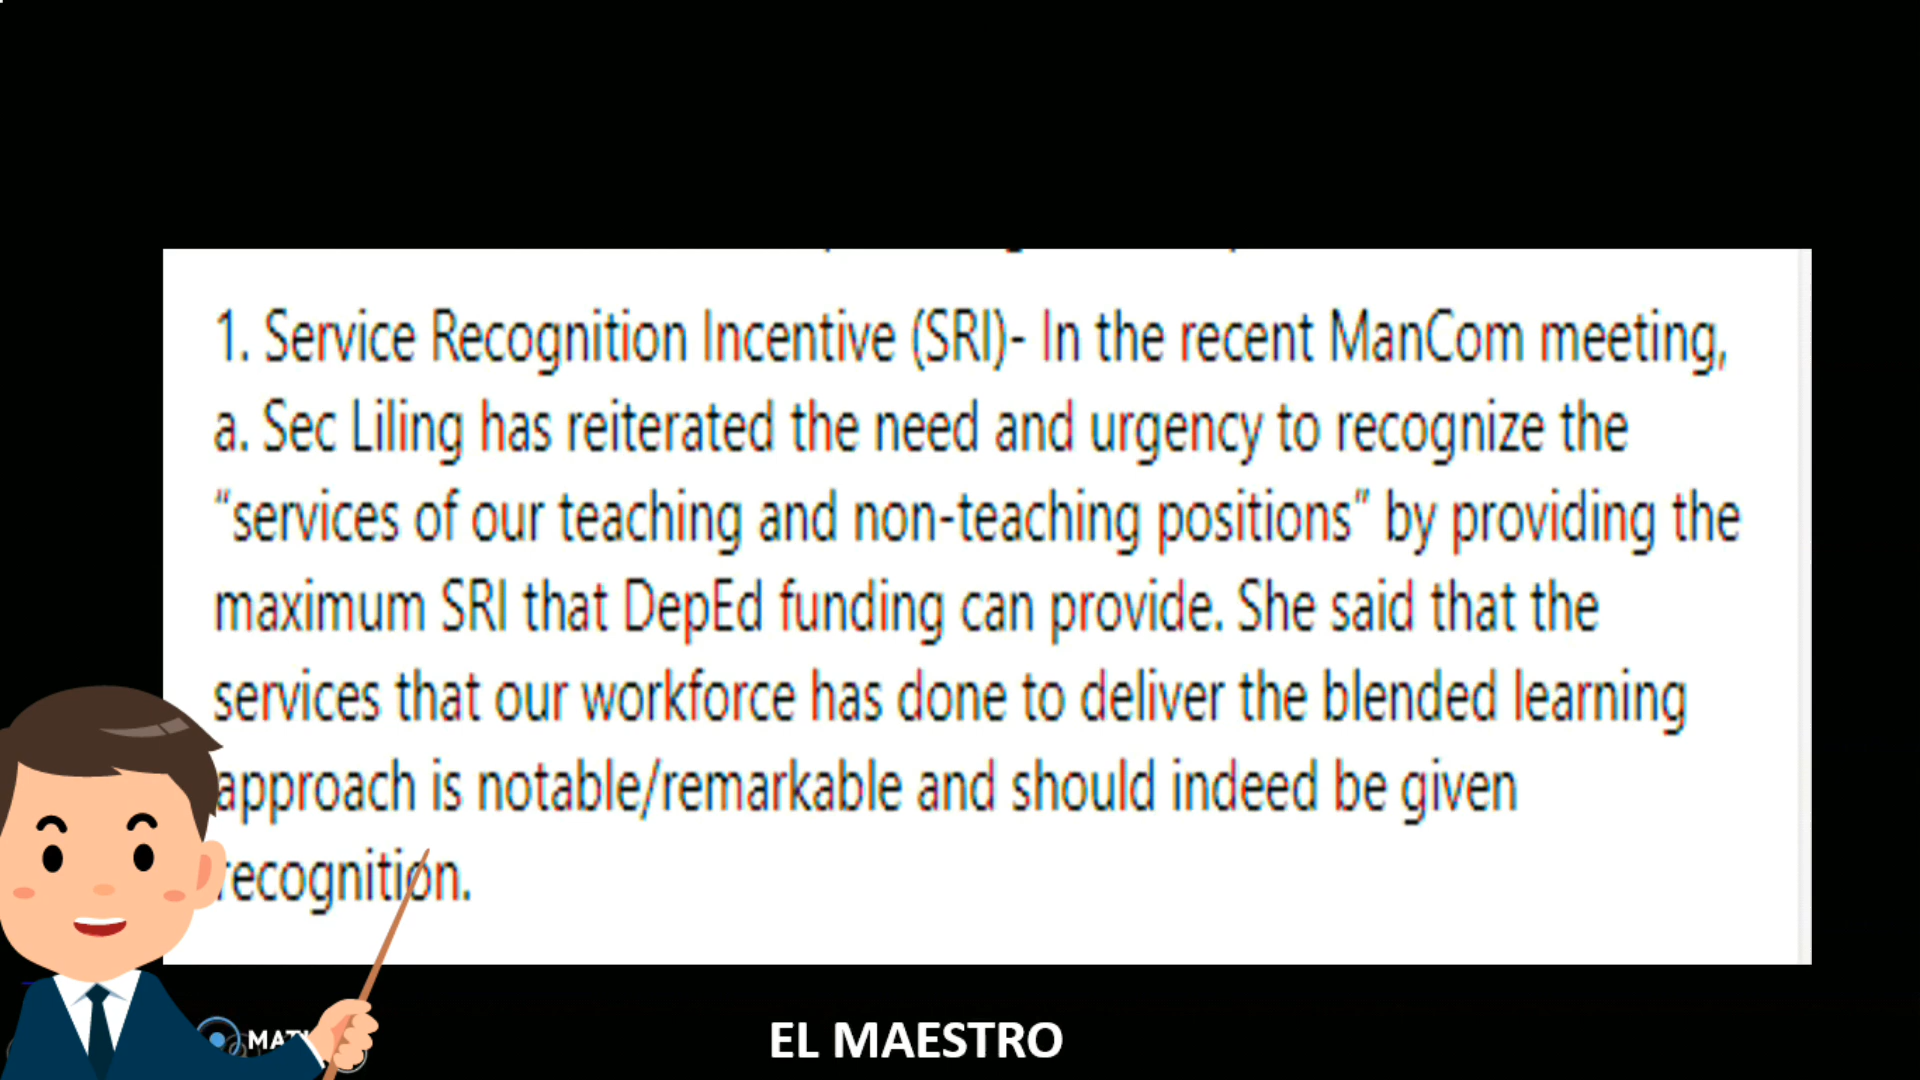 1. Service Recognition Incentive (SRI)- In the recent ManCom meeting,
a. Sec Liling has reiterated the need and urgency to recognize the
“services of our teaching and non-teaching positions” by providing the
maximum SRI that DepEd funding can provide. She said that the
services that our workforce has done to deliver the blended learning
approach is notable/remarkable and should indeed be given
recognition.
EL MAESTRO